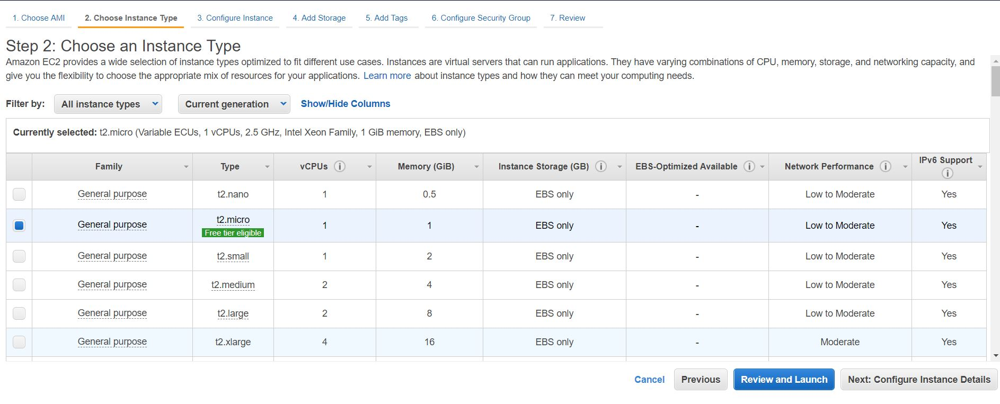 1. Choose AMI 2. Choose Instance Type 3. Configure Instance 4. Add Storage 5. Add Tags 6. Configure Security Group 7. Review
Step 2: Choose an Instance Type
Amazon EC2 provides a wide selection of instance types optimized to fit different use cases. Instances are virtual servers that can run applications. They have varying combinations of CPU, memory, storage, and networking capacity, and
give you the flexibility to choose the appropriate mix of resources for your applications. Learn more about instance types and how they can meet your computing needs.
Filter by: All instance types Current generation Show/Hide Columns
Currently selected: t2.micro (Variable ECUs, 1 vCPUs, 2.5 GHz, Intel Xeon Family, 1 GiB memory, EBS only)
Family Type vCPUs i Memory (GiB) Instance Storage (GB) i EBS-Optimized Available i Network Performance i IPv6 Support i
General purpose t2.nano 1 0.5 EBS only - Low to Moderate Yes
General purpose t2.micro 1 1 EBS only - Low to Moderate Yes
Free tier eligible
General purpose t2.small 1 2 EBS only - Low to Moderate Yes
General purpose t2.medium 2 4 EBS only - Low to Moderate Yes
General purpose t2.large 2 8 EBS only - Low to Moderate Yes
General purpose t2.xlarge 4 16 EBS only - Moderate Yes
Cancel Previous Review and Launch Next: Configure Instance Details